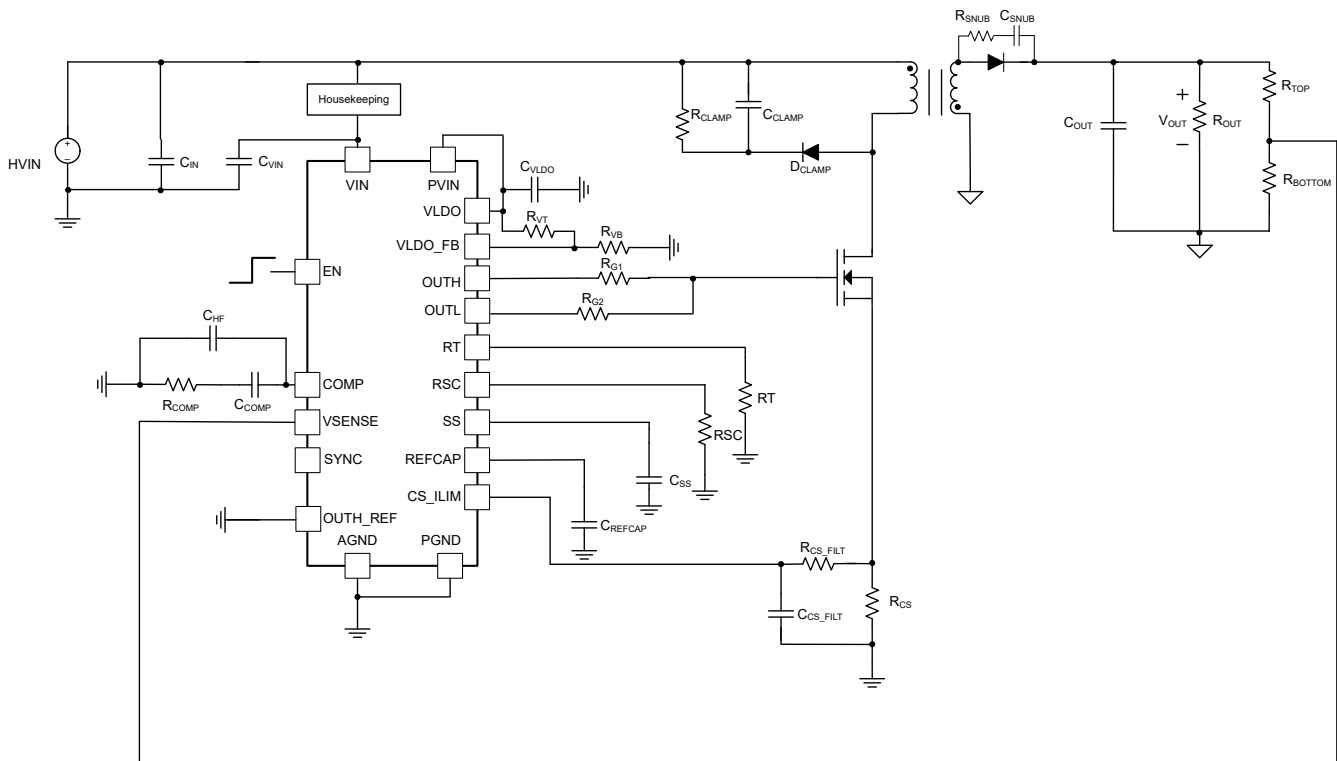 RSNUB CSNUB
Housekeeping
RCLAMP CCLAMP
DCLAMP
COUT
+
VOUT
−
ROUT
RTOP
RBOTTOM
HVIN
+
−
CIN
CVIN
VIN
PVIN
CVLDO
VLDO
RVT
VLDO_FB
RVB
EN
OUTH
RG1
OUTL
RG2
CHF
RT
COMP
RSC
RT
RCOMP CCOMP
VSENSE
SS
RSC
SYNC
REFCAP
CSS
CS_ILIM
OUTH_REF
CREFCAP
AGND
PGND
RCS_FILT
CCS_FILT
RCS